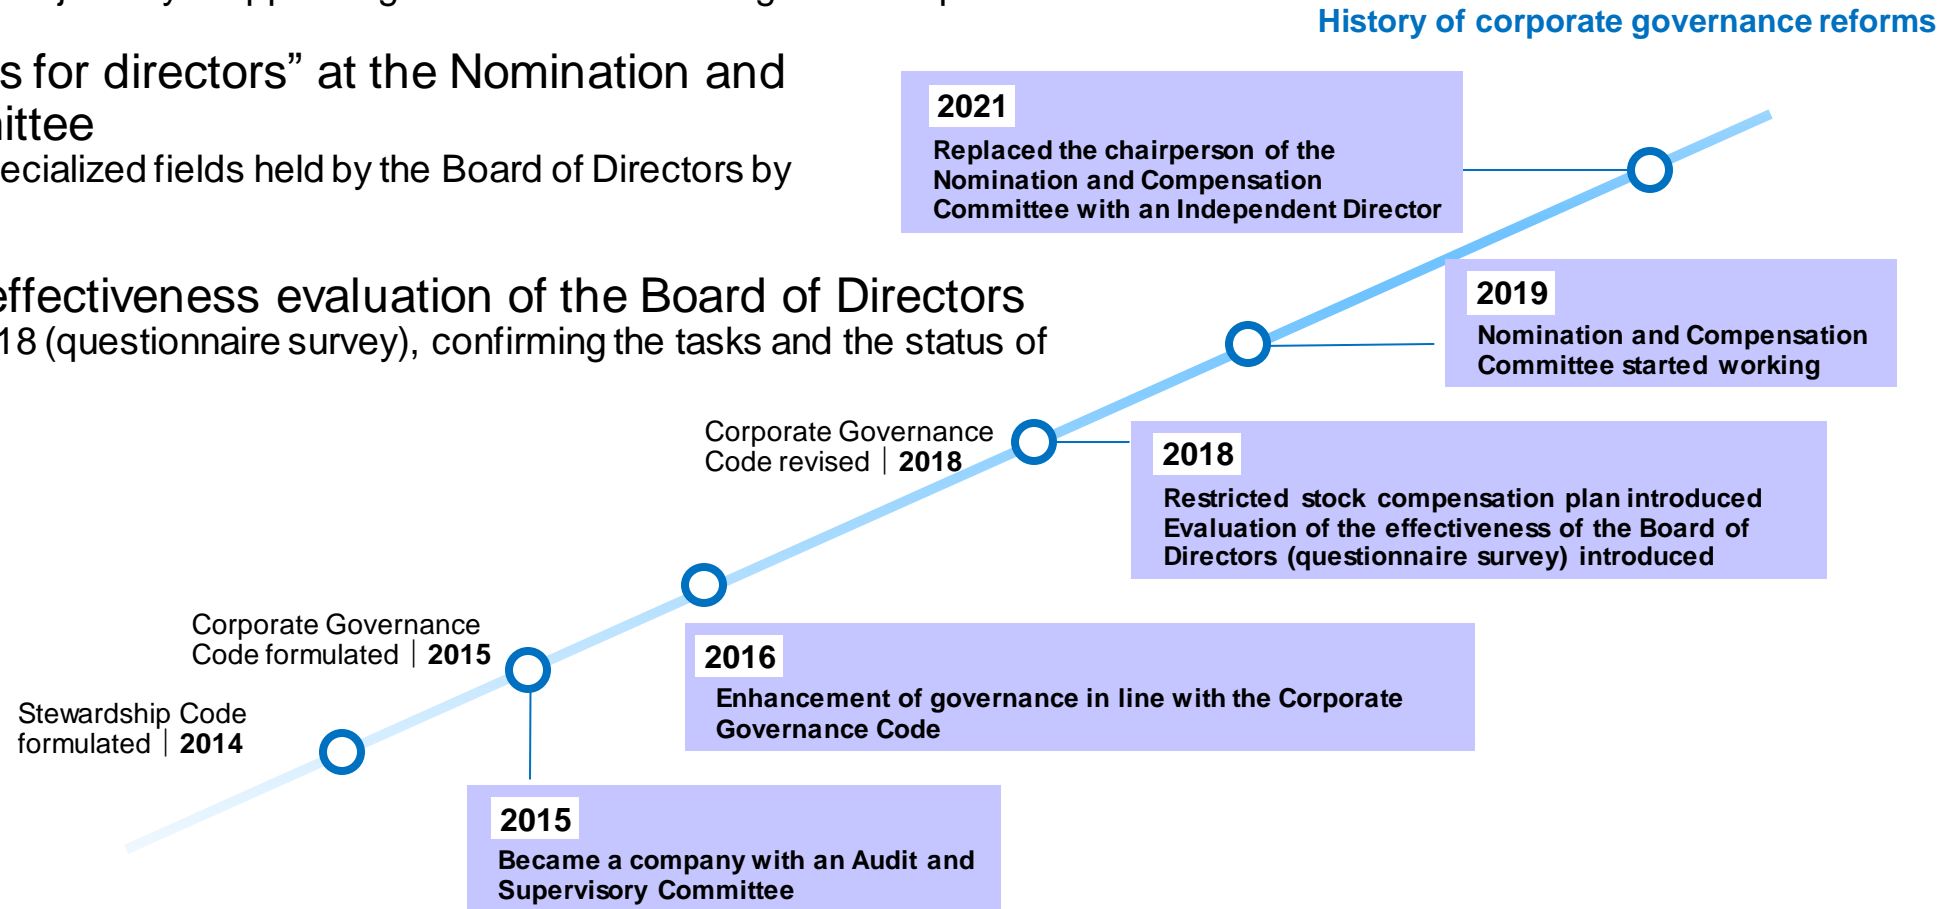 History of corporate governance reforms
s for directors” at the Nomination and
ittee
ecialized fields held by the Board of Directors by
effectiveness evaluation of the Board of Directors
18 (questionnaire survey), confirming the tasks and the status of
2021
Replaced the chairperson of the
Nomination and Compensation
Committee with an Independent Director
2019
Nomination and Compensation
Committee started working
Corporate Governance
Code revised | 2018
2018
Restricted stock compensation plan introduced
Evaluation of the effectiveness of the Board of
Directors (questionnaire survey) introduced
Corporate Governance
Code formulated | 2015
2016
Enhancement of governance in line with the Corporate
Governance Code
Stewardship Code
formulated | 2014
2015
Became a company with an Audit and
Supervisory Committee